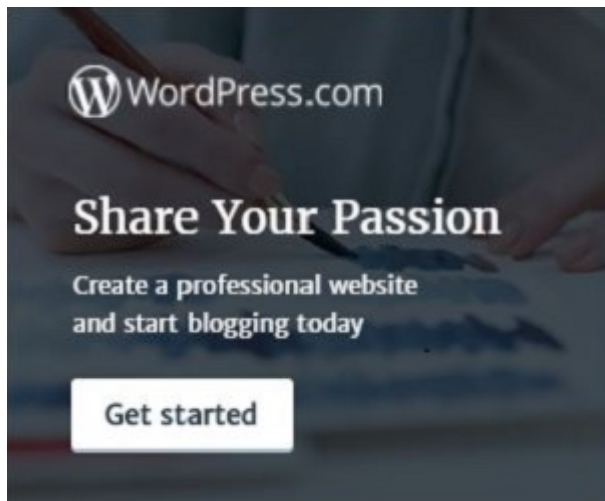 WordPress.com
Share Your Passion
Create a professional website
and start blogging today
Get started